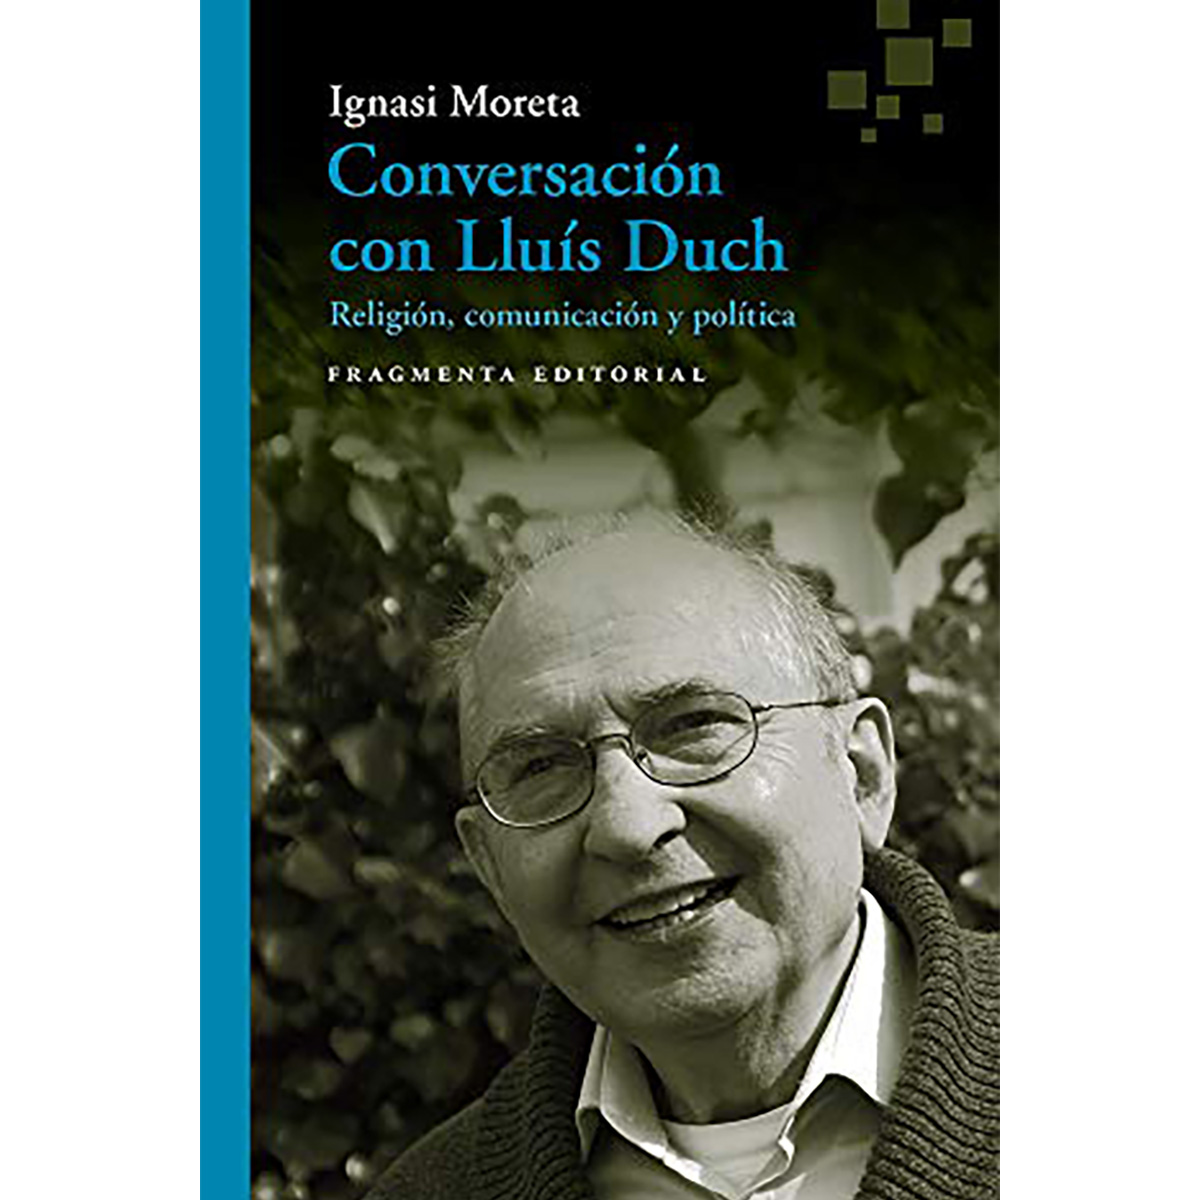 Ignasi Moreta
Conversación
con Lluís Duch
Religión, comunicación y política
FRAGMENTA EDITORIAL